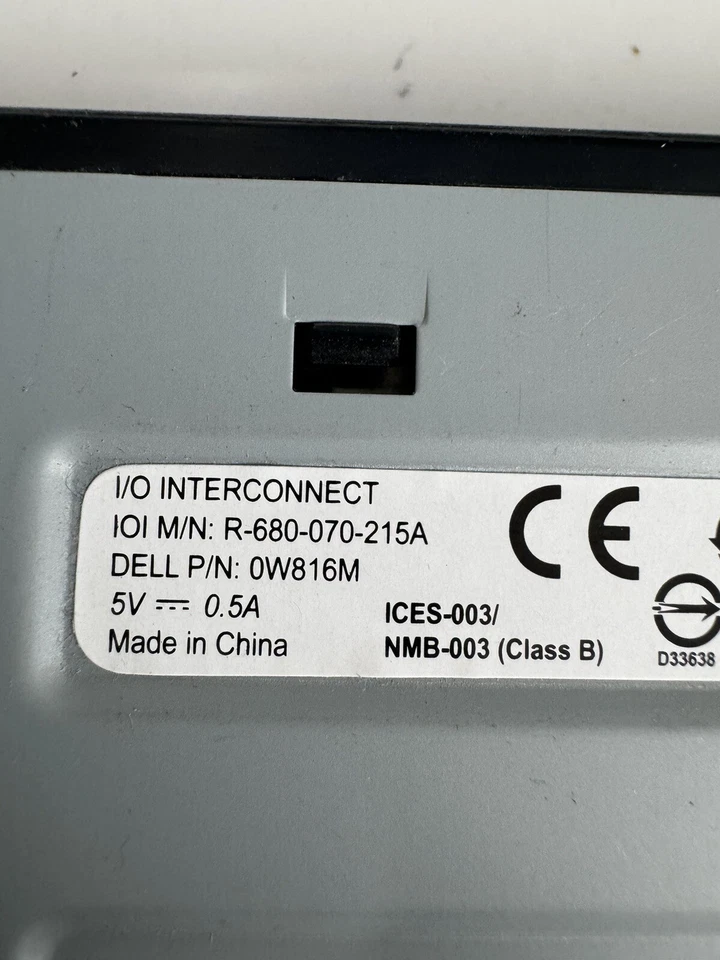 I/O INTERCONNECT
IOI M/N: R-680-070-215A
DELL P/N: 0W816M
5V ⎓ 0.5A
Made in China
CE
ICES-003/
NMB-003 (Class B)
D33638